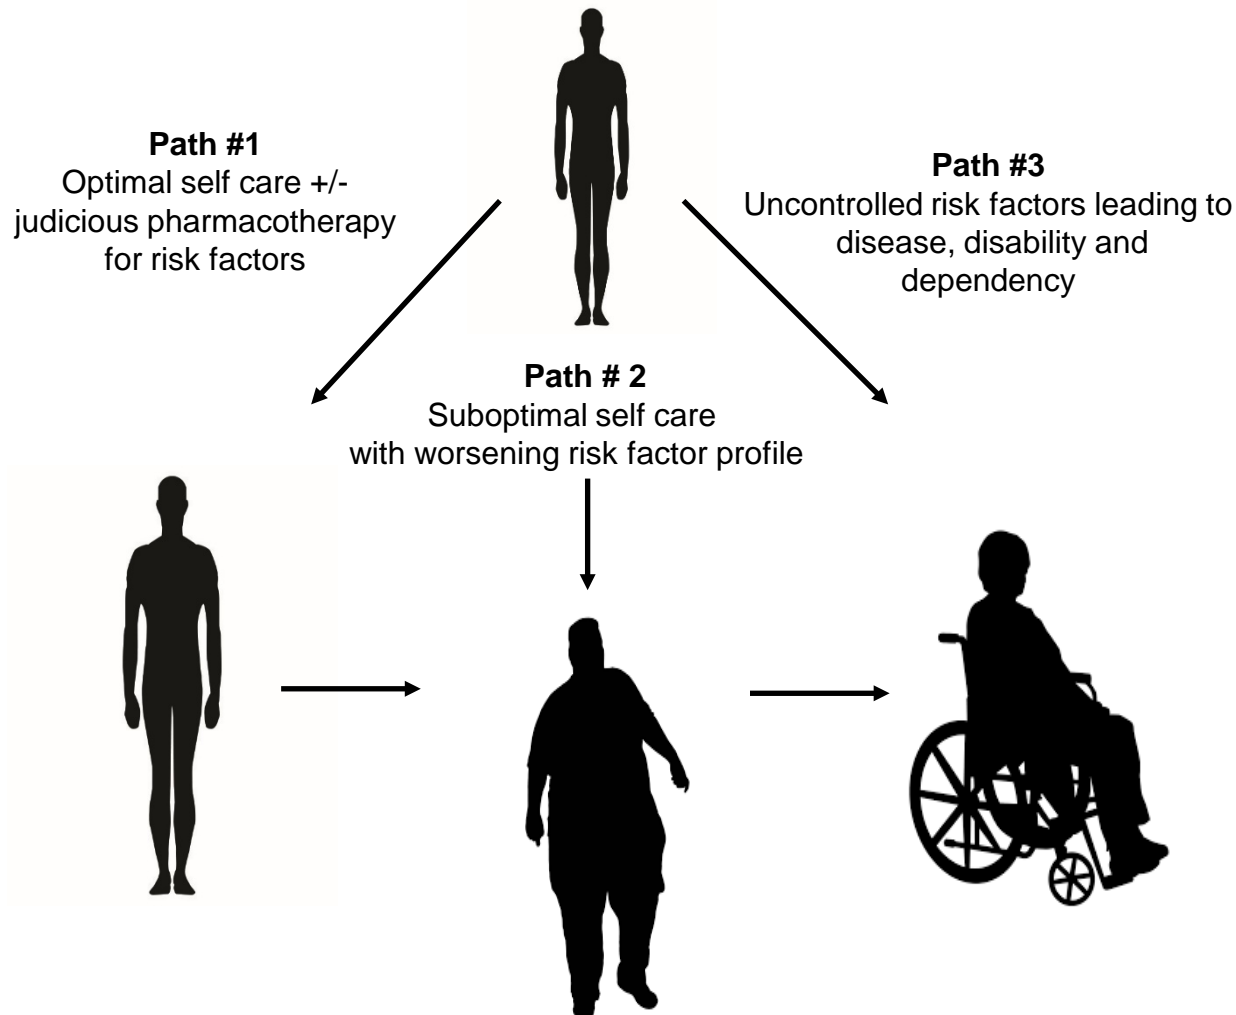 Path #1
Optimal self care +/-
judicious pharmacotherapy
for risk factors
Path # 2
Suboptimal self care
with worsening risk factor profile
Path #3
Uncontrolled risk factors leading to
disease, disability and
dependency